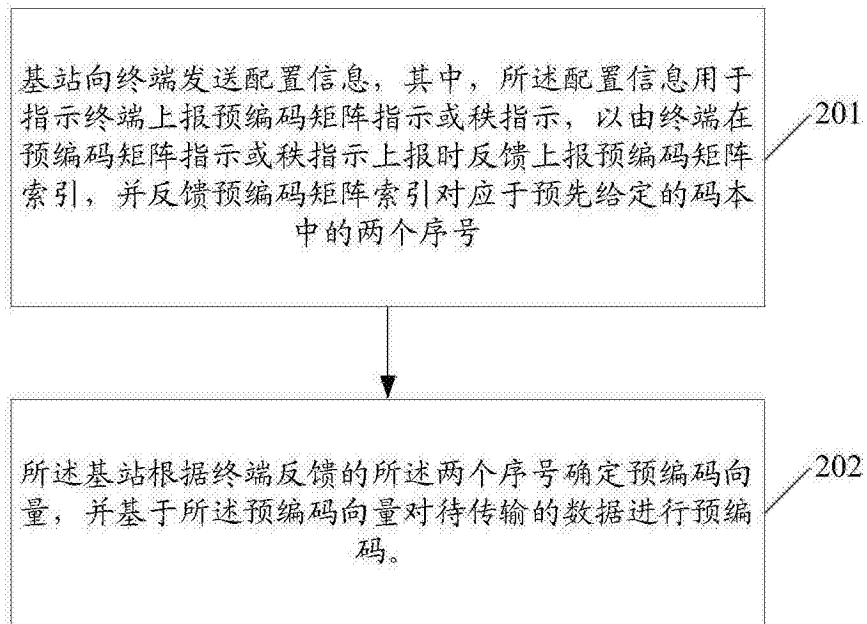 基站向终端发送配置信息，其中，所述配置信息用于
指示终端上报预编码矩阵指示或秩指示，以由终端在
预编码矩阵指示或秩指示上报时反馈上报预编码矩阵
索引，并反馈预编码矩阵索引对应于预先给定的码本
中的两个序号
201
所述基站根据终端反馈的所述两个序号确定预编码向
量，并基于所述预编码向量对待传输的数据进行预编
码。
202